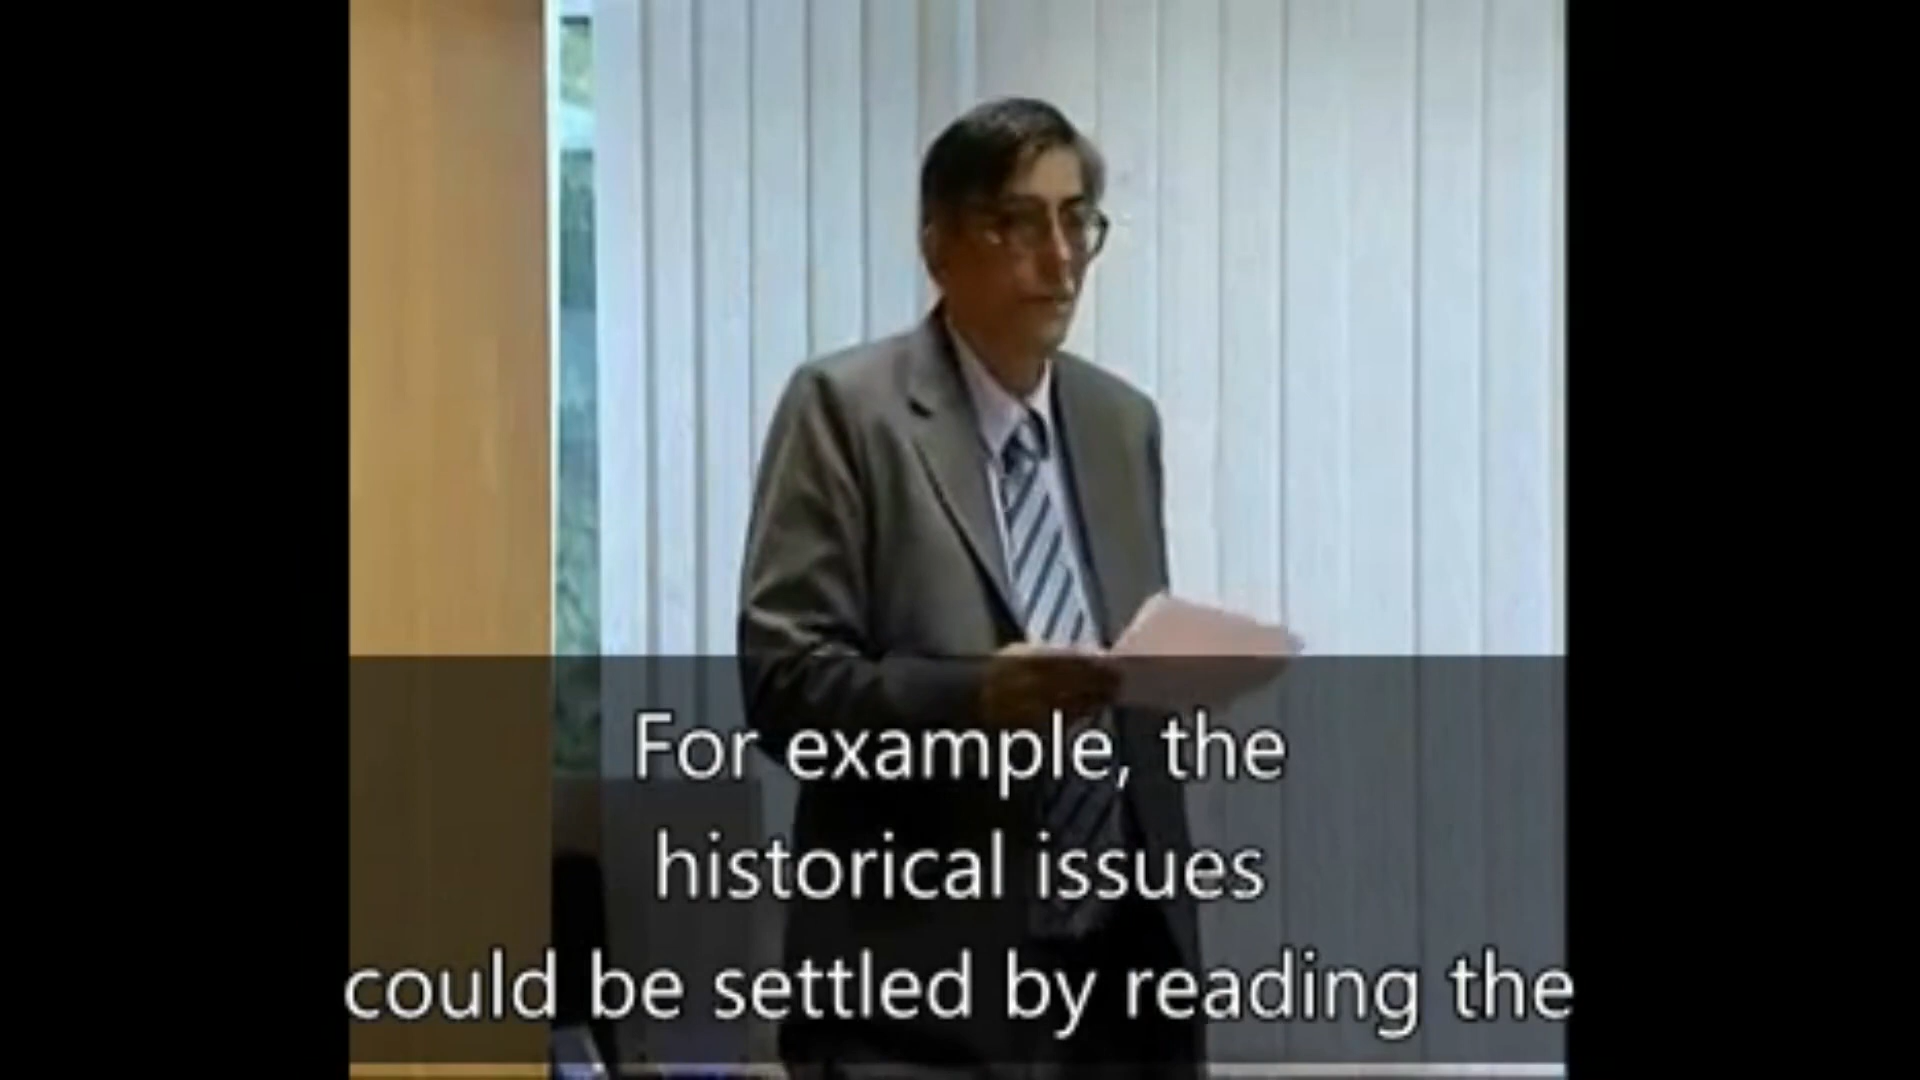 For example, the
historical issues
could be settled by reading the